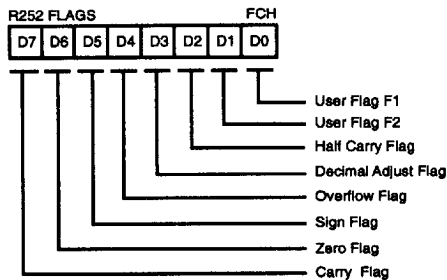 R252 FLAGS FCH
D7 D6 D5 D4 D3 D2 D1 D0
User Flag F1
User Flag F2
Half Carry Flag
Decimal Adjust Flag
Overflow Flag
Sign Flag
Zero Flag
Carry Flag